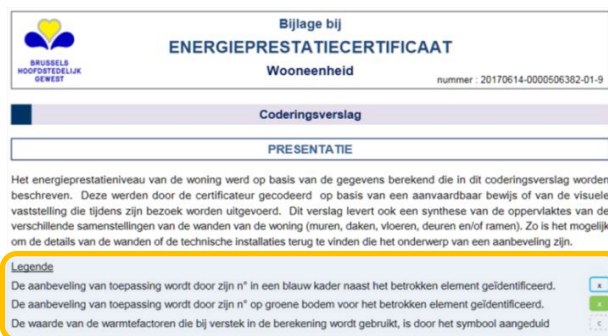 Bijlage bij
ENERGIEPRESTATIECERTIFICAAT
Wooneenheid
BRUSSELS
HOOFDSTEDELIJK
GEWEST
nummer : 20170614-0000506382-01-9
Coderingsverslag
PRESENTATIE
Het energieprestatieniveau van de woning werd op basis van de gegevens berekend die in dit coderingsverslag worden
beschreven. Deze werden door de certificateur gecodeerd op basis van een aanvaardbaar bewijs of van de visuele
vaststelling die tijdens zijn bezoek worden uitgevoerd. Dit verslag levert ook een synthese van de oppervlaktes van de
verschillende samenstellingen van de wanden van de woning (muren, daken, vloeren, deuren en/of ramen). Zo is het mogelijk
om de details van de wanden of de technische installaties terug te vinden die het onderwerp van een aanbeveling zijn.
Legende
De aanbeveling van toepassing wordt door zijn n° in een blauw kader naast het betrokken element geïdentificeerd. x
De aanbeveling van toepassing wordt door zijn n° op groene bodem voor het betrokken element geïdentificeerd. x
De waarde van de warmtefactoren die bij verstek in de berekening wordt gebruikt, is door het symbool aangeduid